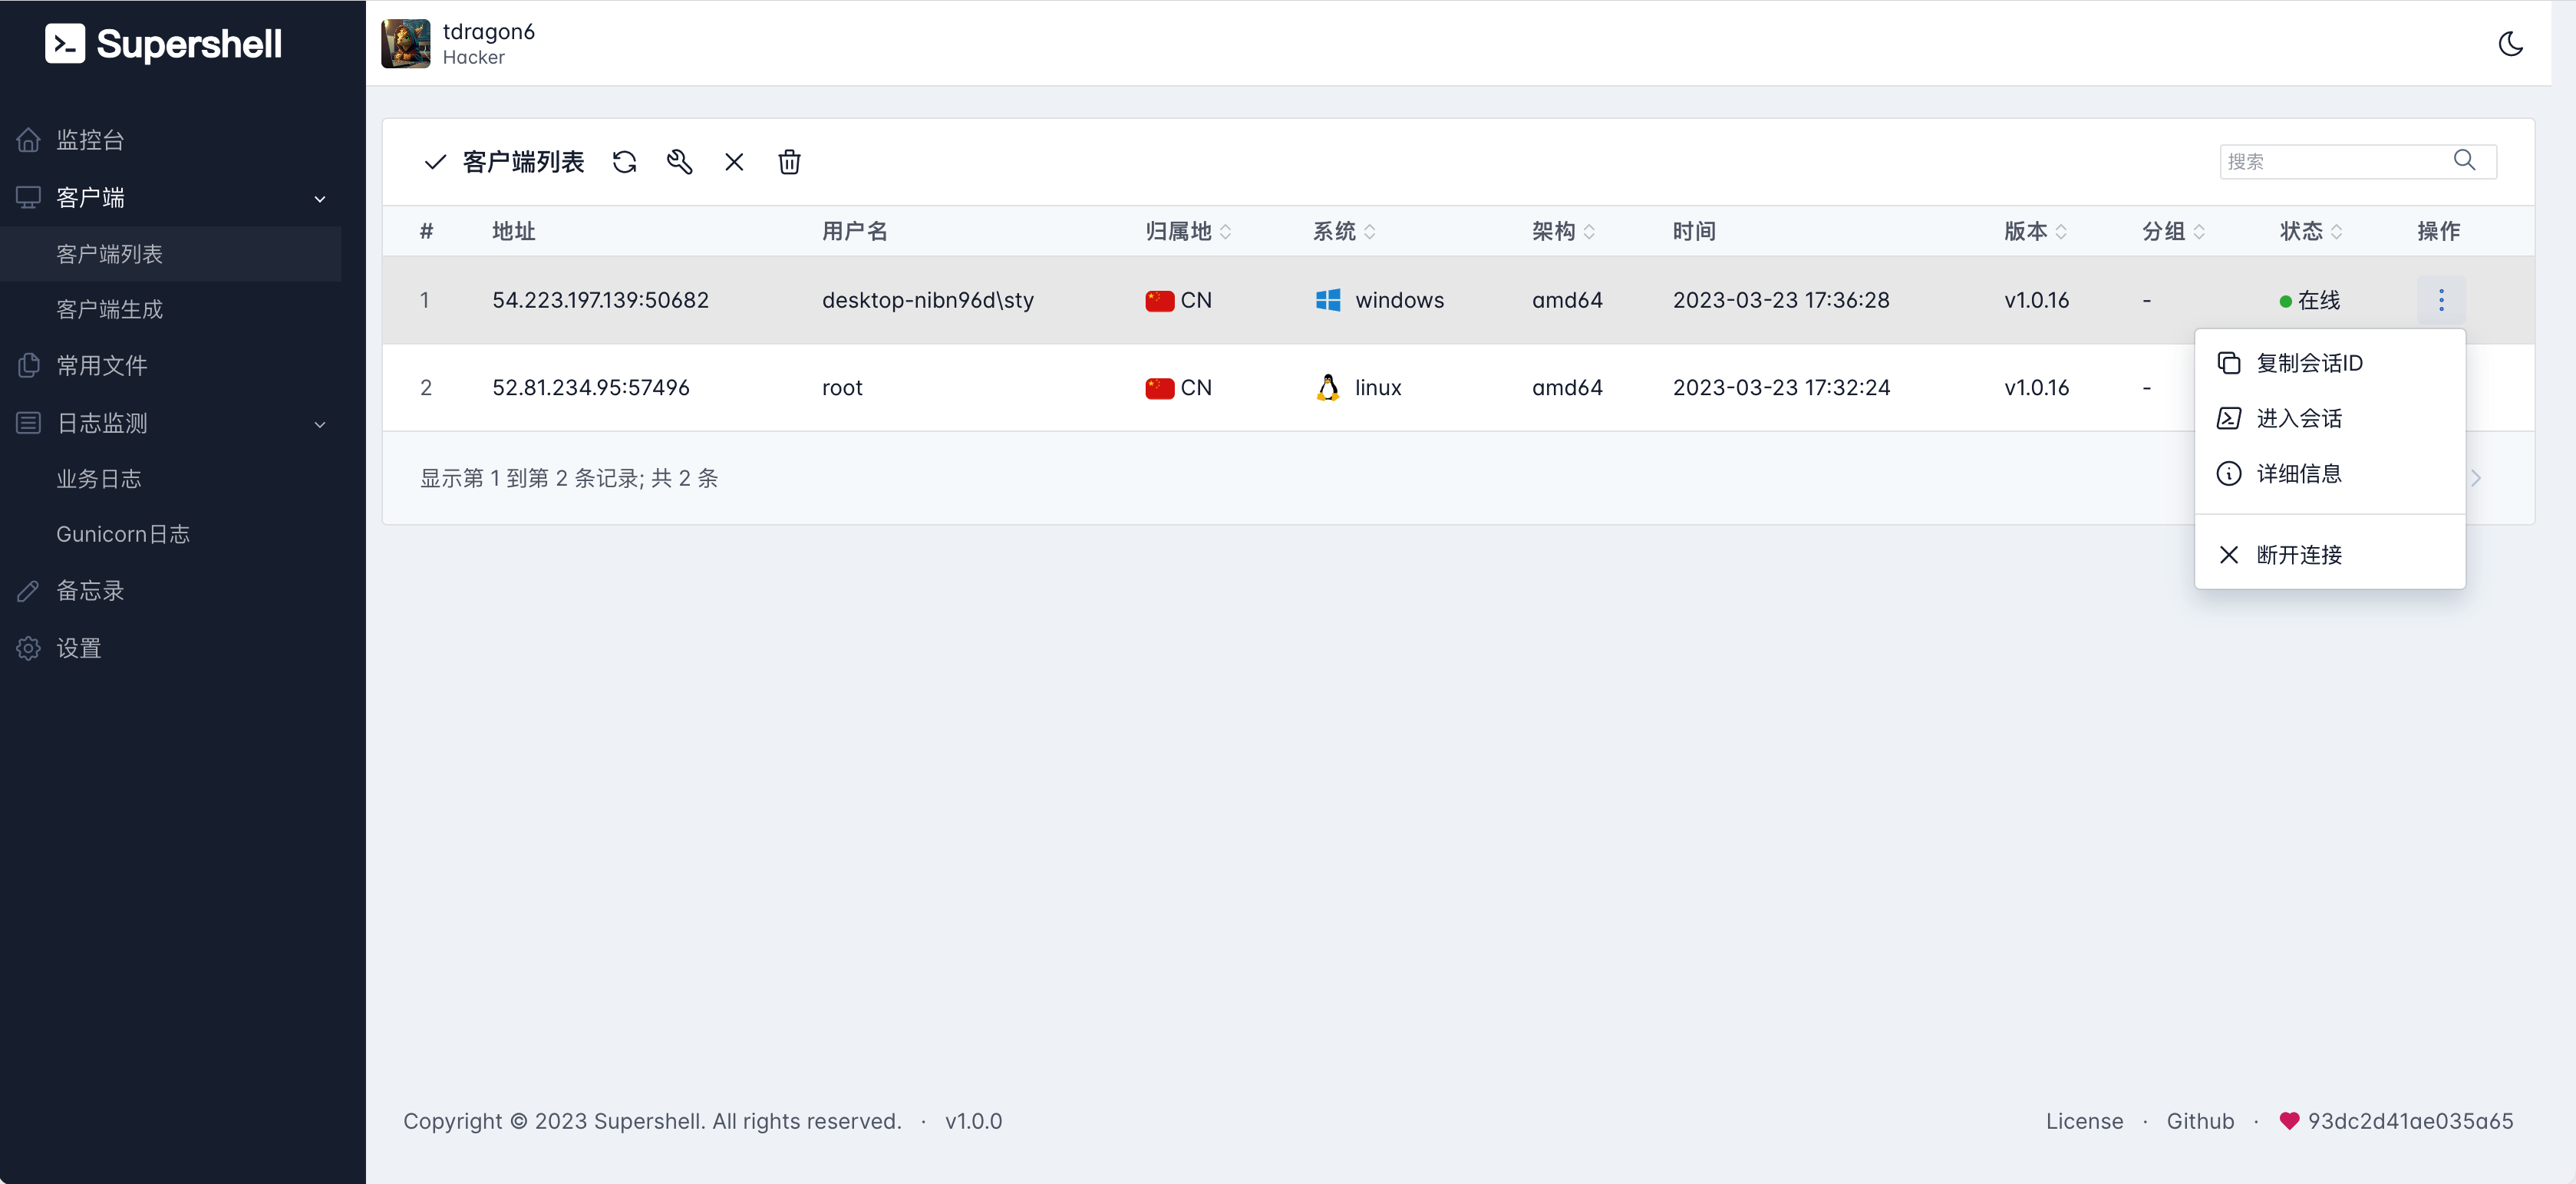 Supershell
tdragon6
Hacker
监控台
客户端
客户端列表
客户端生成
常用文件
日志监测
业务日志
Gunicorn日志
备忘录
设置
客户端列表
搜索
# 地址 用户名 归属地 系统 架构 时间 版本 分组 状态 操作
1 54.223.197.139:50682 desktop-nibn96d\sty CN windows amd64 2023-03-23 17:36:28 v1.0.16 - 在线
2 52.81.234.95:57496 root CN linux amd64 2023-03-23 17:32:24 v1.0.16 -
显示第 1 到第 2 条记录; 共 2 条
复制会话ID
进入会话
详细信息
断开连接
Copyright © 2023 Supershell. All rights reserved. · v1.0.0
License · Github · 93dc2d41ae035a65